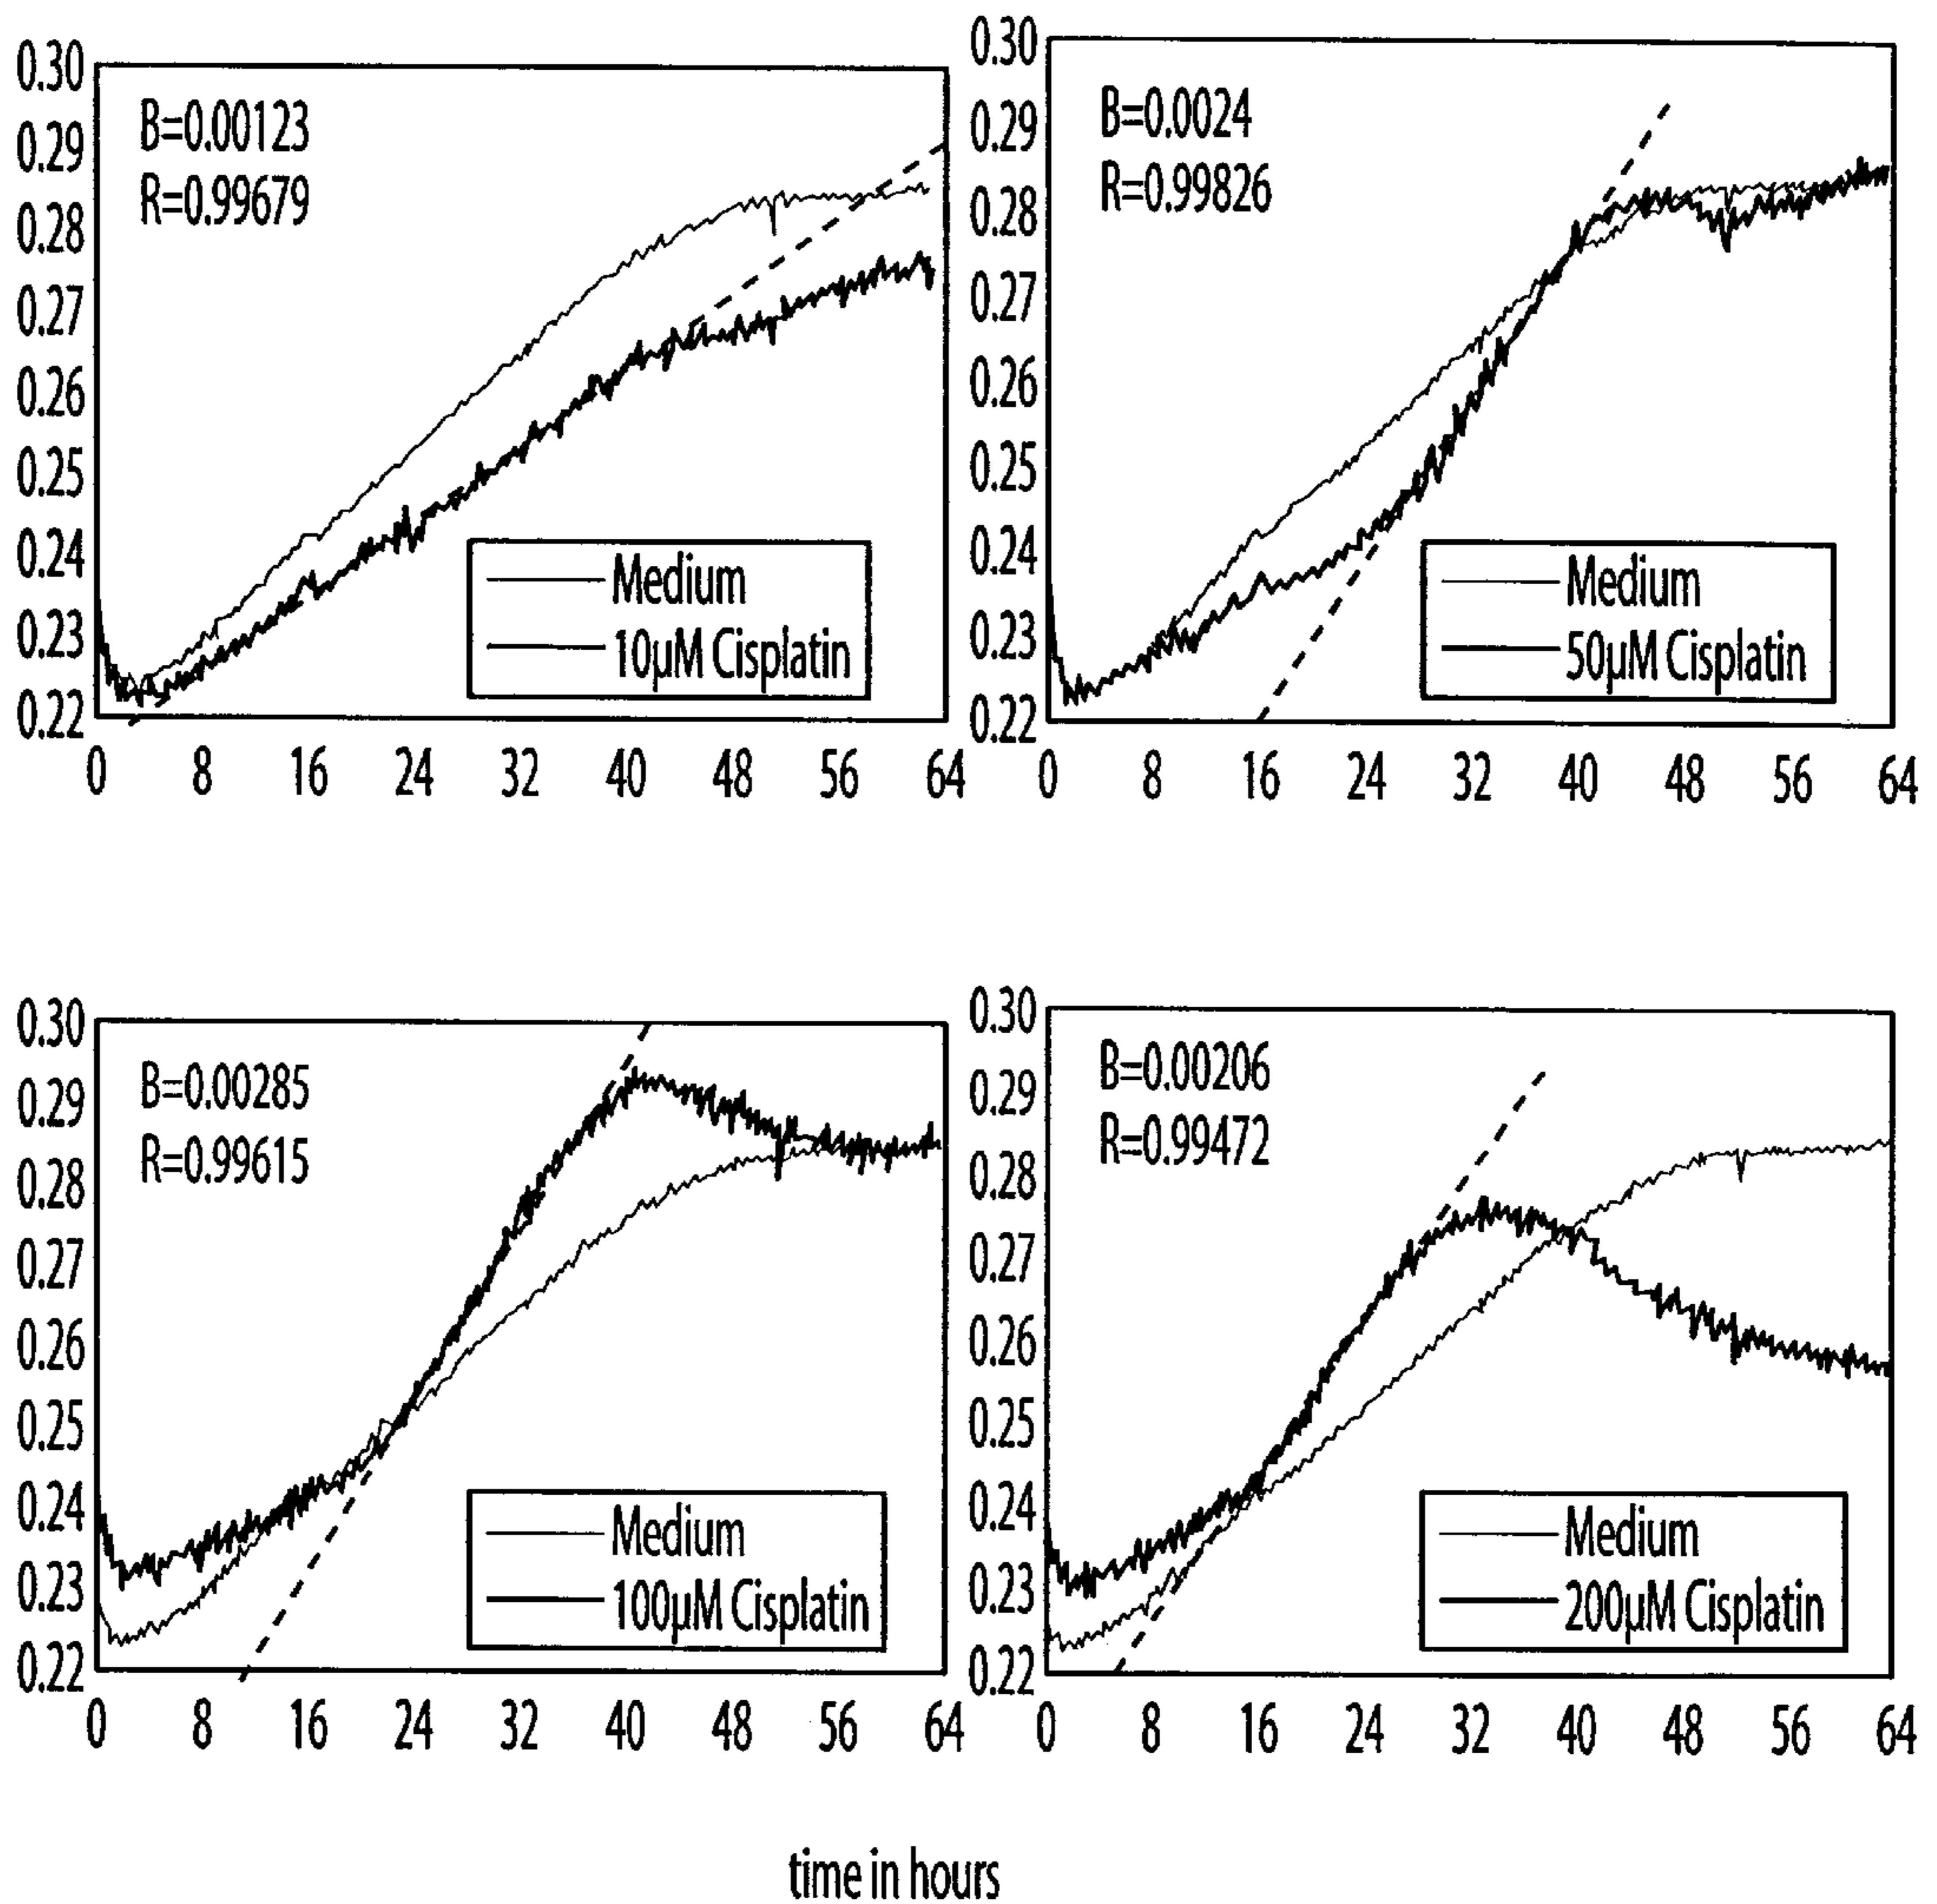 0.30
0.29
0.28
0.27
0.26
0.25
0.24
0.23
0.22
B=0.00123
R=0.99679
Medium
10µM Cisplatin
0 8 16 24 32 40 48 56 64
0.30
0.29
0.28
0.27
0.26
0.25
0.24
0.23
0.22
B=0.0024
R=0.99826
Medium
50µM Cisplatin
0 8 16 24 32 40 48 56 64
0.30
0.29
0.28
0.27
0.26
0.25
0.24
0.23
0.22
B=0.00285
R=0.99615
Medium
100µM Cisplatin
0 8 16 24 32 40 48 56 64
0.30
0.29
0.28
0.27
0.26
0.25
0.24
0.23
0.22
B=0.00206
R=0.99472
Medium
200µM Cisplatin
0 8 16 24 32 40 48 56 64
time in hours